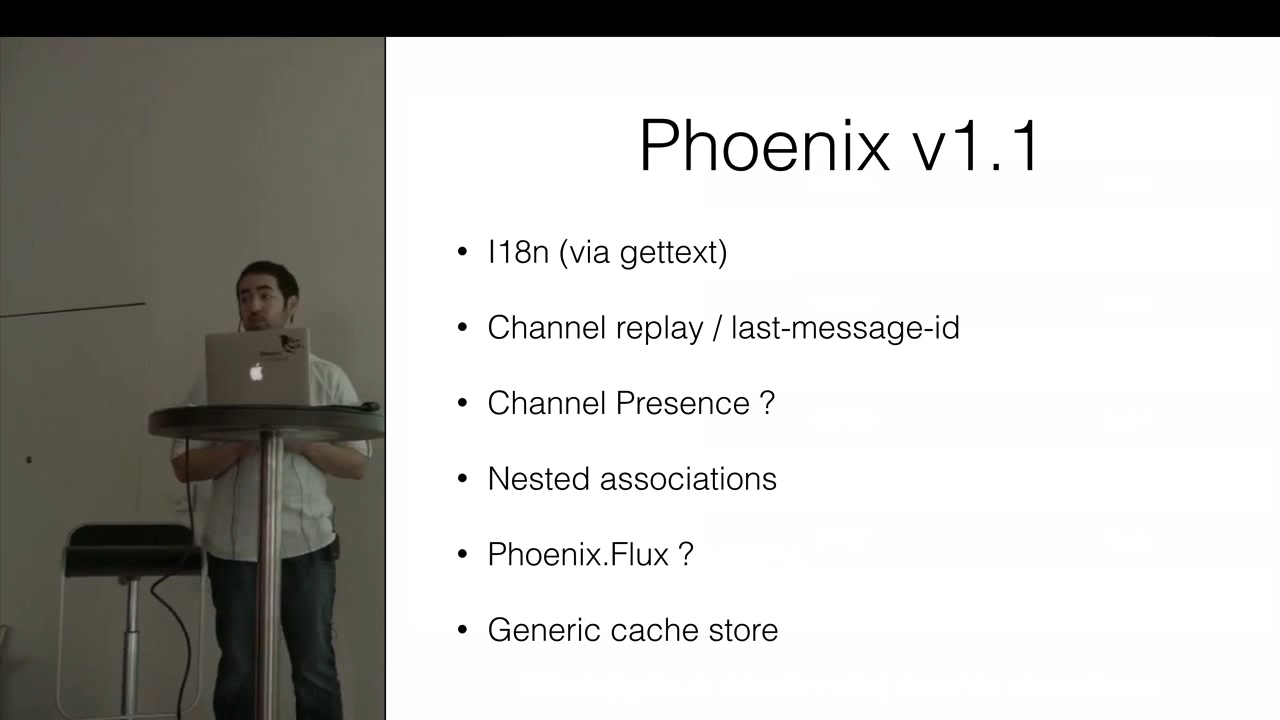 Phoenix v1.1
• I18n (via gettext)
• Channel replay / last-message-id
• Channel Presence ?
• Nested associations
• Phoenix.Flux ?
• Generic cache store